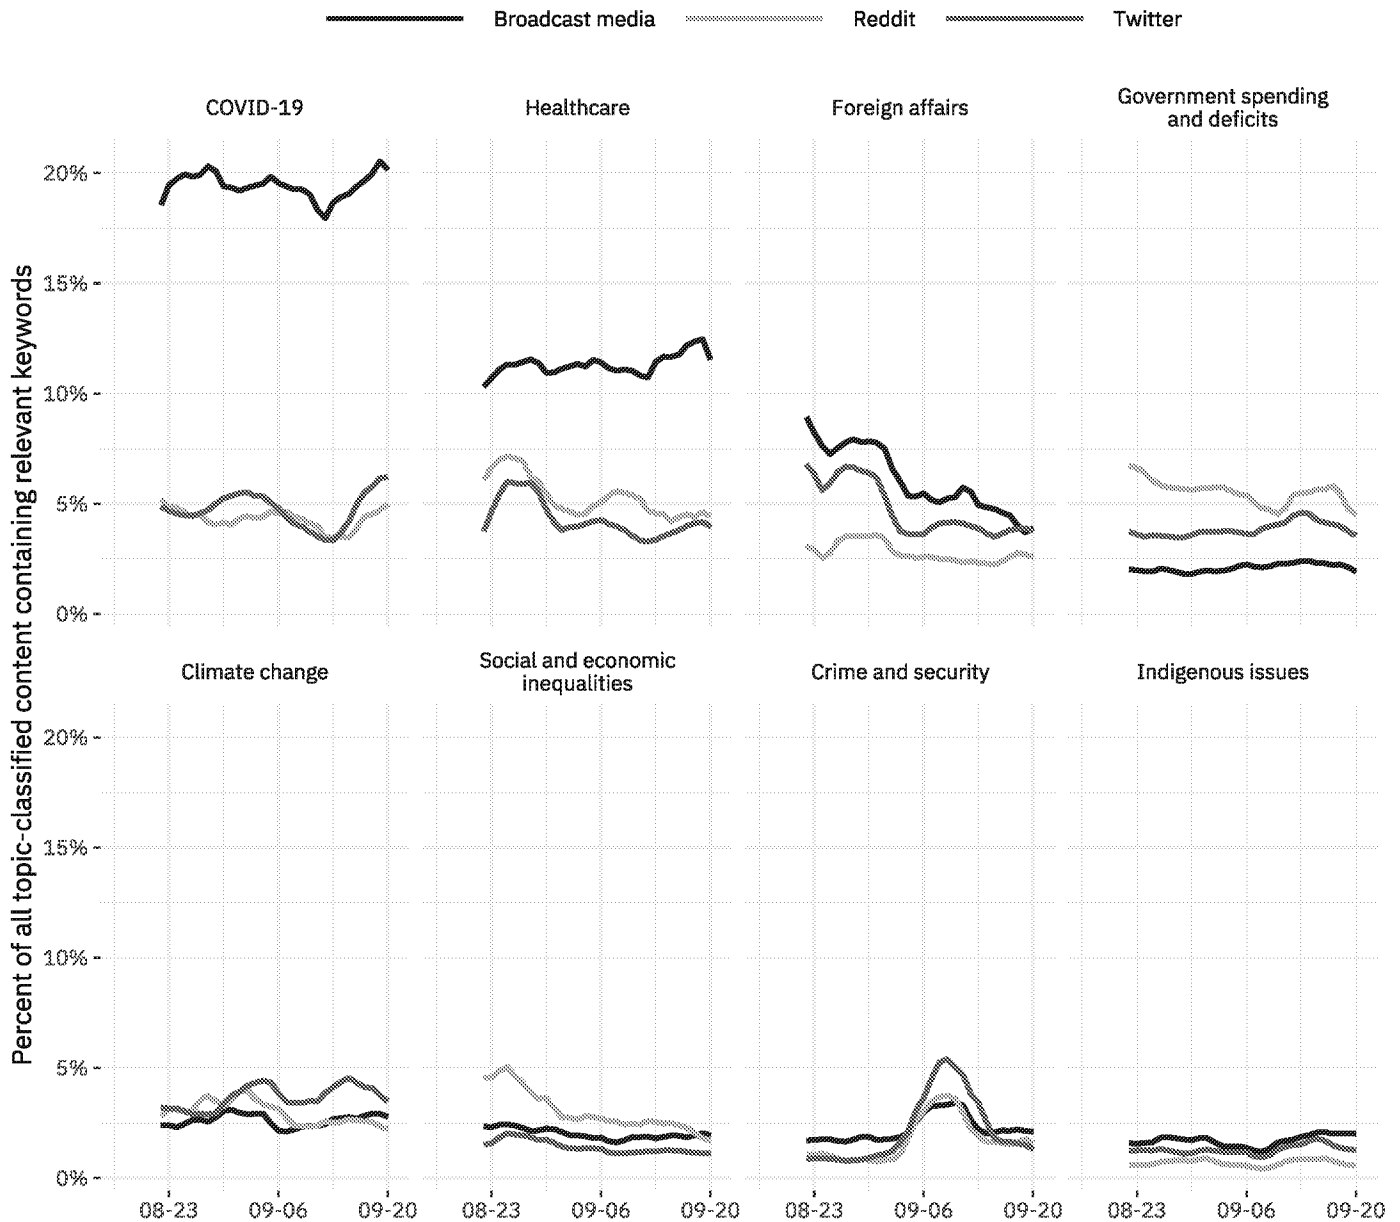 Broadcast media Reddit Twitter
COVID-19 Healthcare Foreign affairs Government spending
and deficits
20%
15%
10%
5%
0%
Percent of all topic-classified content containing relevant keywords
Climate change Social and economic
inequalities
Crime and security Indigenous issues
20%
15%
10%
5%
0%
08-23 09-06 09-20 08-23 09-06 09-20 08-23 09-06 09-20 08-23 09-06 09-20